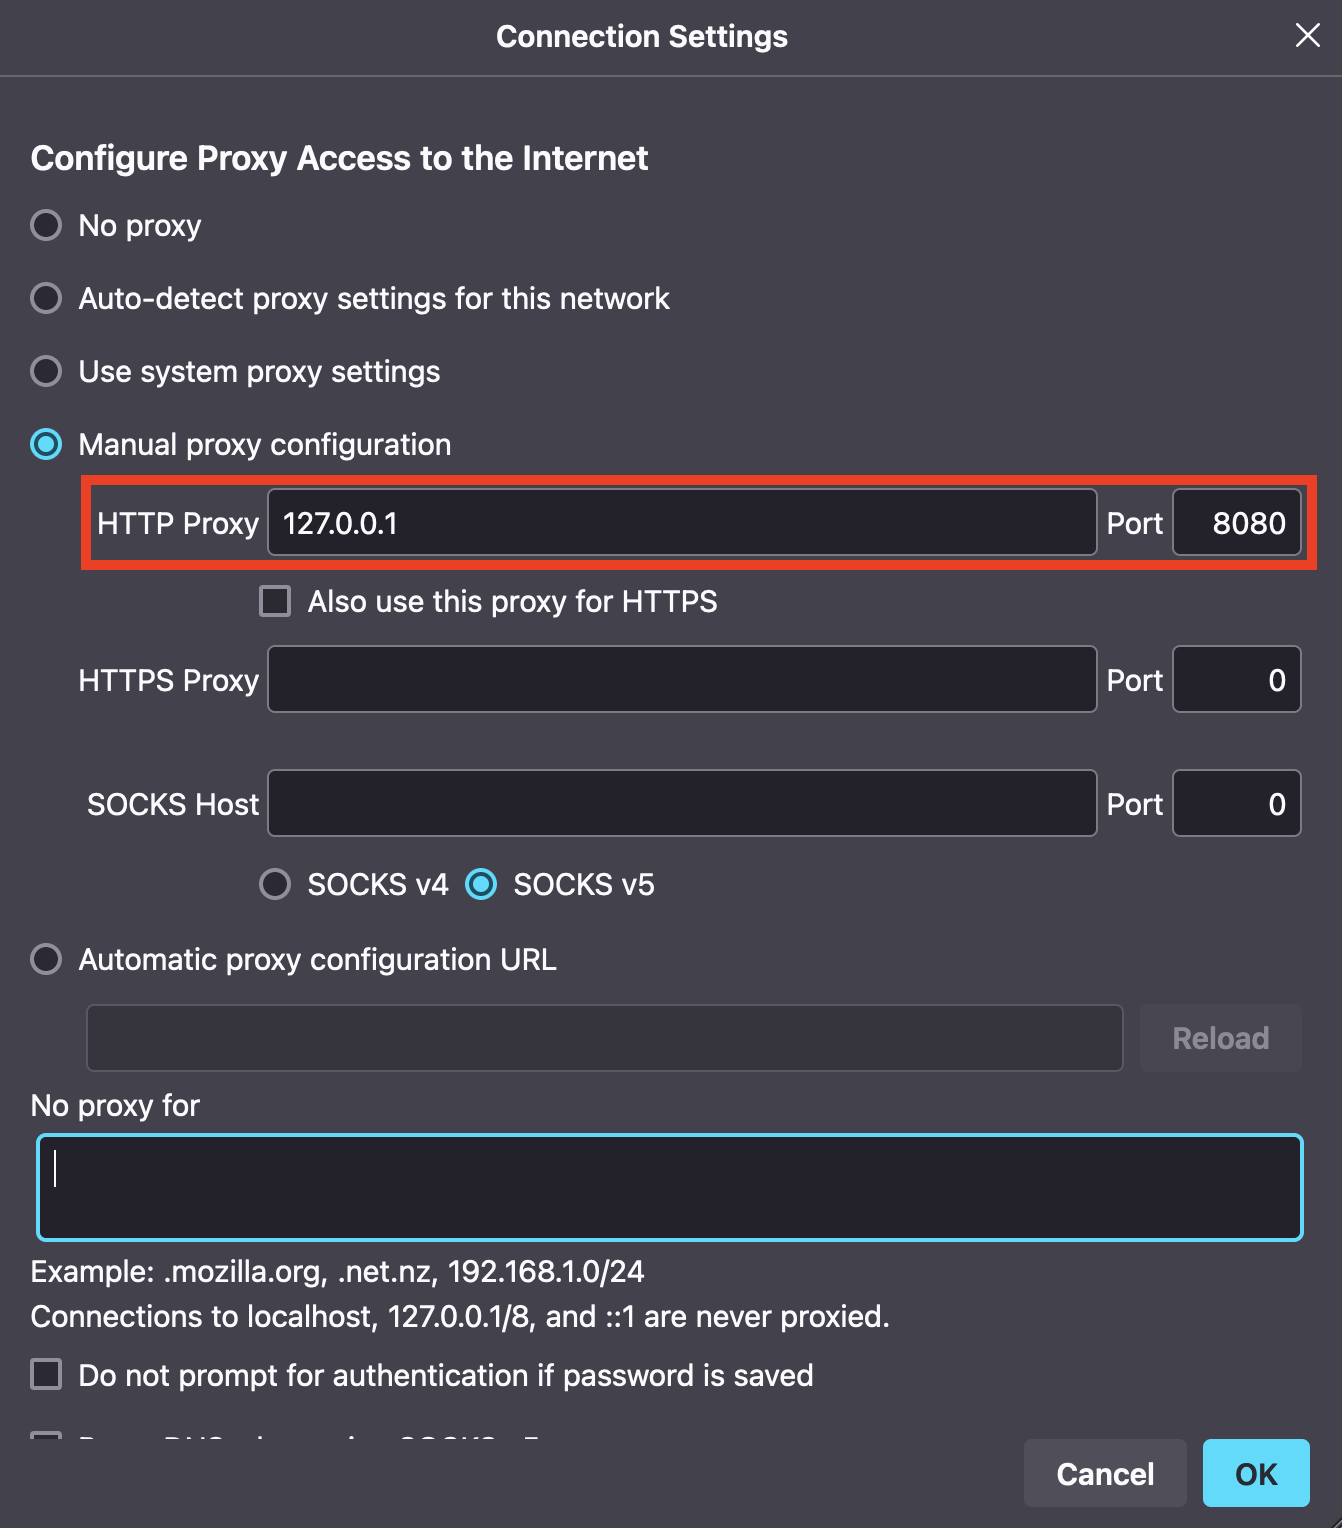 Connection Settings
Configure Proxy Access to the Internet
No proxy
Auto-detect proxy settings for this network
Use system proxy settings
Manual proxy configuration
HTTP Proxy 127.0.0.1 Port 8080
Also use this proxy for HTTPS
HTTPS Proxy Port 0
SOCKS Host Port 0
SOCKS v4 SOCKS v5
Automatic proxy configuration URL
Reload
No proxy for
Example: .mozilla.org, .net.nz, 192.168.1.0/24
Connections to localhost, 127.0.0.1/8, and ::1 are never proxied.
Do not prompt for authentication if password is saved
Cancel OK